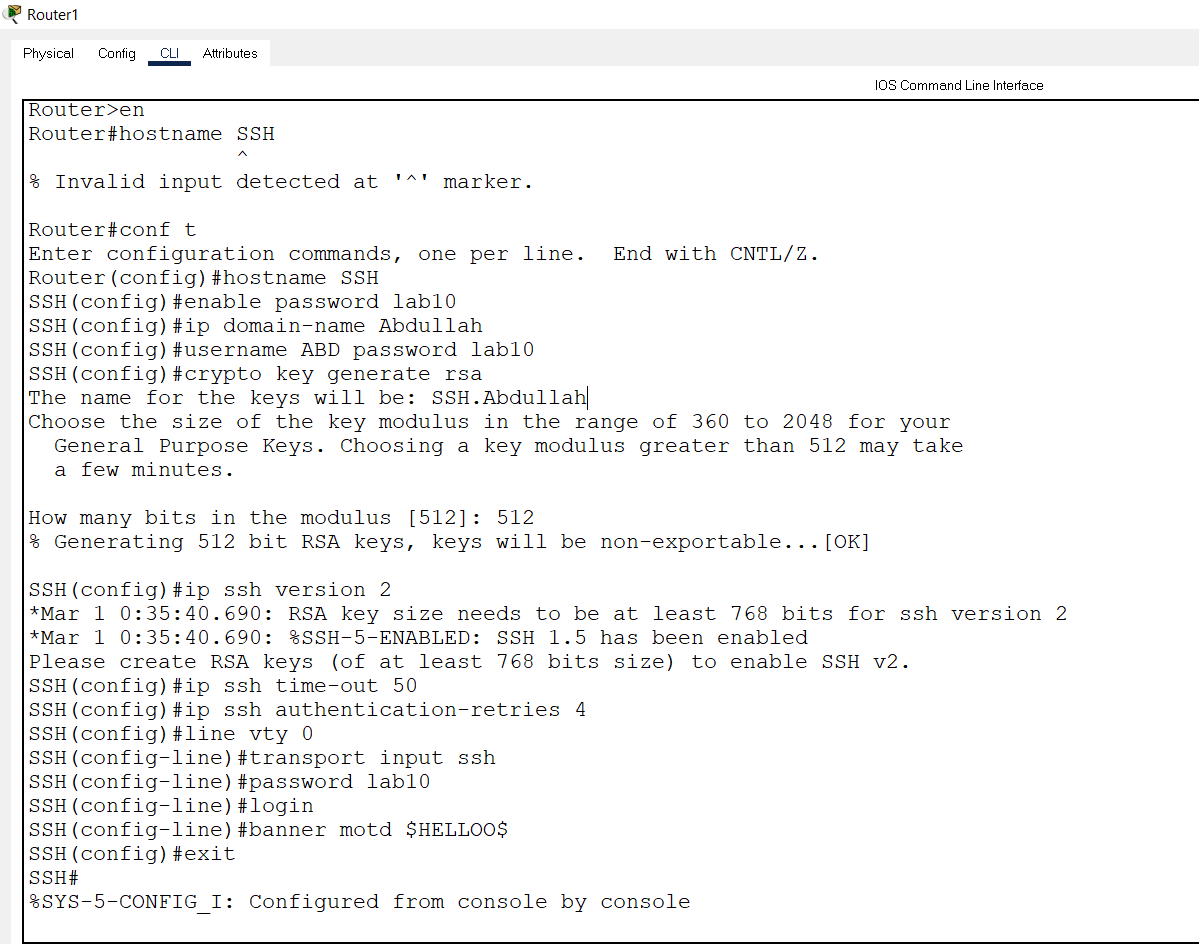 Router1
Physical Config CLI Attributes
IOS Command Line Interface
Router>en
Router#hostname SSH
^
% Invalid input detected at '^' marker.
Router#conf t
Enter configuration commands, one per line.  End with CNTL/Z.
Router(config)#hostname SSH
SSH(config)#enable password lab10
SSH(config)#ip domain-name Abdullah
SSH(config)#username ABD password lab10
SSH(config)#crypto key generate rsa
The name for the keys will be: SSH.Abdullah
Choose the size of the key modulus in the range of 360 to 2048 for your
  General Purpose Keys. Choosing a key modulus greater than 512 may take
  a few minutes.
How many bits in the modulus [512]: 512
% Generating 512 bit RSA keys, keys will be non-exportable...[OK]
SSH(config)#ip ssh version 2
*Mar 1 0:35:40.690: RSA key size needs to be at least 768 bits for ssh version 2
*Mar 1 0:35:40.690: %SSH-5-ENABLED: SSH 1.5 has been enabled
Please create RSA keys (of at least 768 bits size) to enable SSH v2.
SSH(config)#ip ssh time-out 50
SSH(config)#ip ssh authentication-retries 4
SSH(config)#line vty 0
SSH(config-line)#transport input ssh
SSH(config-line)#password lab10
SSH(config-line)#login
SSH(config-line)#banner motd $HELLOO$
SSH(config)#exit
SSH#
%SYS-5-CONFIG_I: Configured from console by console